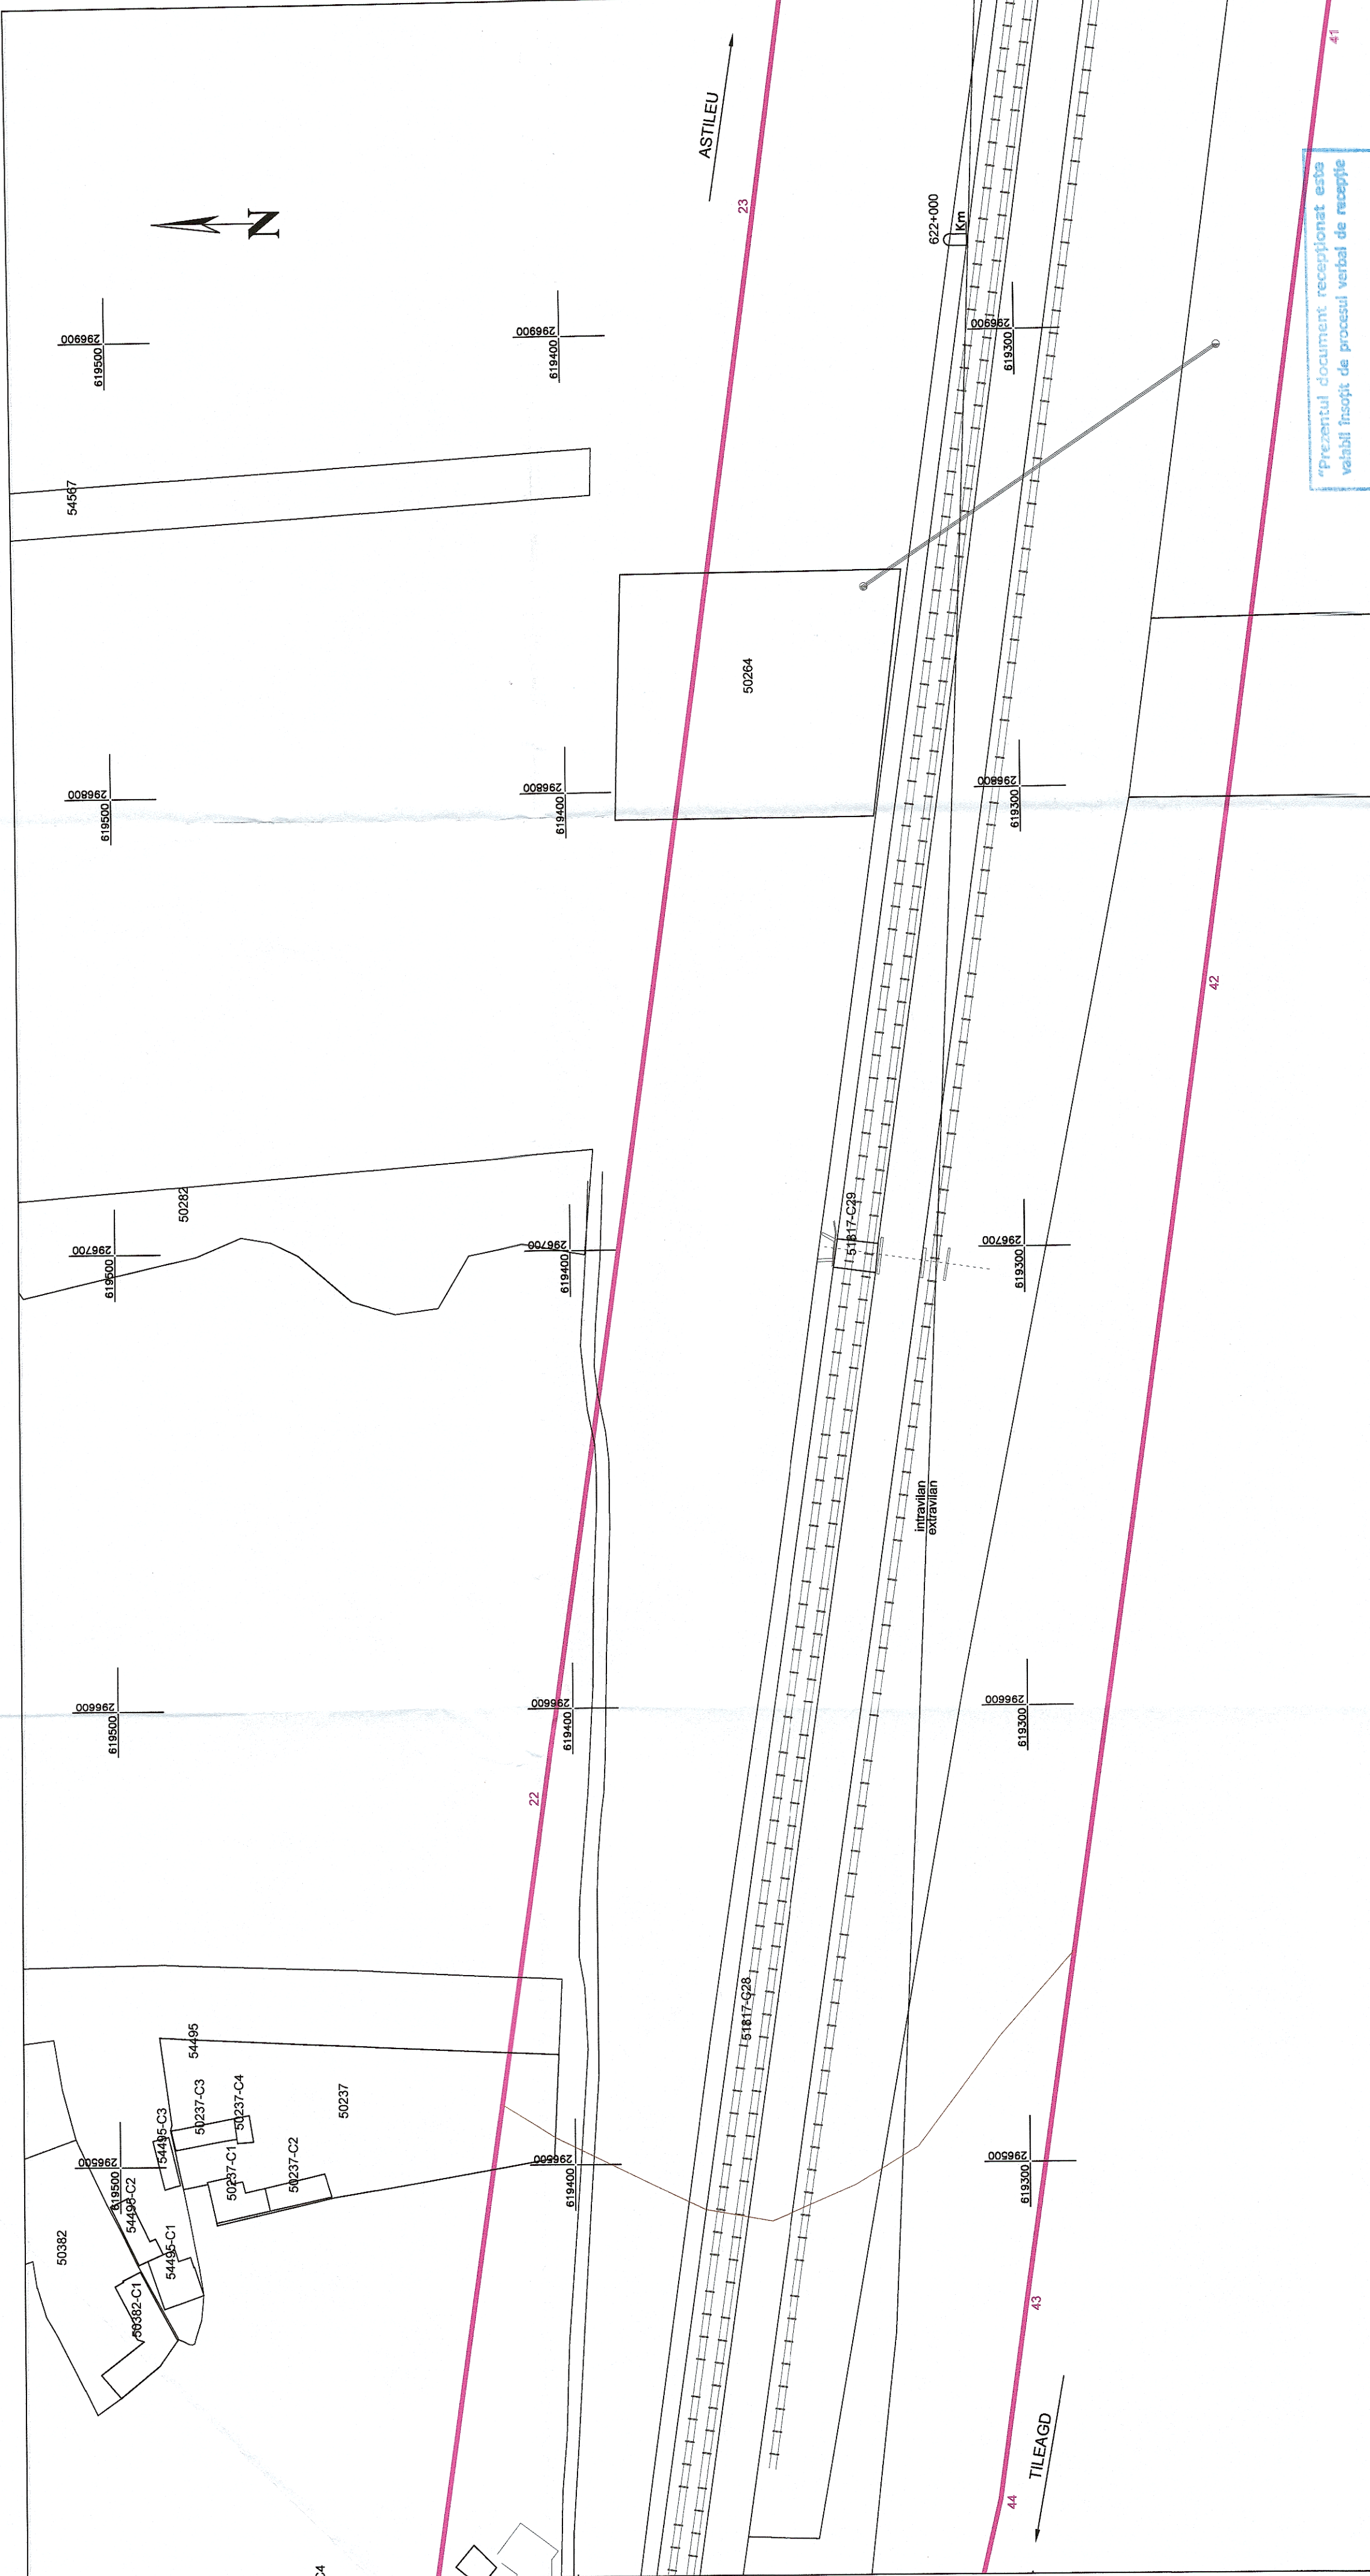 ASTILEU
23
41
N
622+000
Km
"Prezentul document recepționat este
valabil însoțit de procesul verbal de recepție
296900
619500
296900
619400
296900
619300
54567
50264
296800
619500
296800
619400
296800
619300
42
50282
296700
619500
296700
619400
51817-C29
296700
619300
intravilan
extravilan
296600
619500
296600
619400
296600
619300
22
51817-C28
54495
50237-C3
50237-C4
50237
54495-C3
50237-C1
50237-C2
296500
619500
296500
619400
296500
619300
54495-C2
54495-C1
50382
50382-C1
43
TILEAGD
44